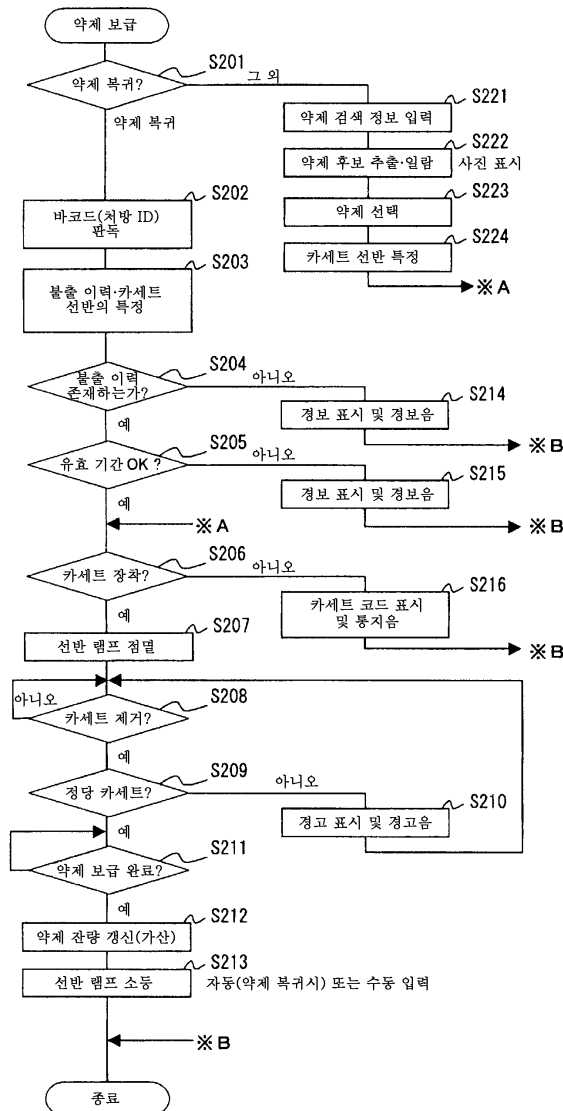 약제 보급
S201
약제 복귀?
그 외
약제 복귀
S221
약제 검색 정보 입력
S222
약제 후보 추출·일람
사진 표시
S223
약제 선택
S224
카세트 선반 특정
※A
S202
바코드(처방 ID)
판독
S203
불출 이력·카세트
선반의 특정
S204
불출 이력
존재하는가?
아니오
S214
경보 표시 및 경보음
※B
예
S205
유효 기간 OK ?
아니오
S215
경보 표시 및 경보음
※B
예
※A
S206
카세트 장착?
아니오
S216
카세트 코드 표시
및 통지음
※B
예
S207
선반 램프 점멸
S208
아니오
카세트 제거?
예
S209
정당 카세트?
아니오
S210
경고 표시 및 경고음
예
S211
약제 보급 완료?
예
S212
약제 잔량 갱신(가산)
S213
선반 램프 소등
자동(약제 복귀시) 또는 수동 입력
※B
종료